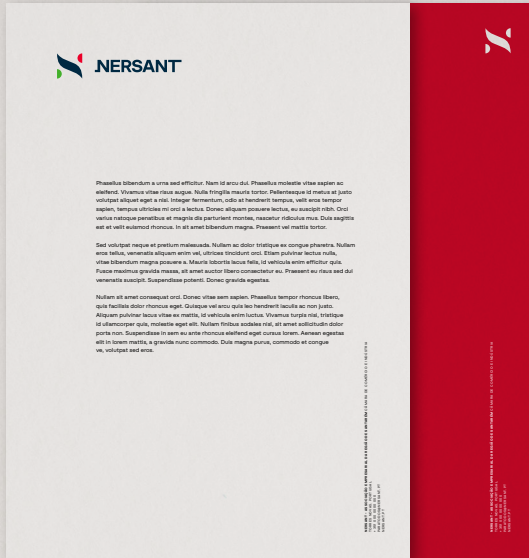 NERSANT
Phasellus bibendum a urna sed efficitur. Nam id arcu dui. Phasellus molestie vitae sapien ac
eleifend. Vivamus vitae risus augue. Nulla fringilla mauris tortor. Pellentesque id metus at justo
volutpat aliquet eget a nisl. Integer fermentum, odio at hendrerit tempus, velit eros tempor
sapien, tempus ultricies mi orci a lectus. Donec aliquam posuere lectus, eu suscipit nibh. Orci
varius natoque penatibus et magnis dis parturient montes, nascetur ridiculus mus. Duis sagittis
est et velit euismod rhoncus. In sit amet bibendum magna. Praesent vel mattis tortor.
Sed volutpat neque et pretium malesuada. Nullam ac dolor tristique ex congue pharetra. Nullam
eros tellus, venenatis aliquam enim vel, ultrices tincidunt orci. Etiam pulvinar lectus nulla,
vitae bibendum magna posuere a. Mauris lobortis lacus felis, id vehicula enim efficitur quis.
Fusce maximus gravida massa, sit amet auctor libero consectetur eu. Praesent eu risus sed dui
venenatis suscipit. Suspendisse potenti. Donec gravida egestas.
Nullam sit amet consequat orci. Donec vitae sem sapien. Phasellus tempor rhoncus libero,
quis facilisis dolor rhoncus eget. Quisque vel arcu quis leo hendrerit iaculis ac non justo.
Aliquam pulvinar lacus vitae ex mattis, id vehicula enim luctus. Vivamus turpis nisl, tristique
id ullamcorper quis, molestie eget elit. Nullam finibus sodales nisl, sit amet sollicitudin dolor
porta non. Suspendisse in sem eu ante rhoncus eleifend eget cursus lorem. Aenean egestas
elit in lorem mattis, a gravida nunc commodo. Duis magna purus, commodo et congue
ve, volutpat sed eros.